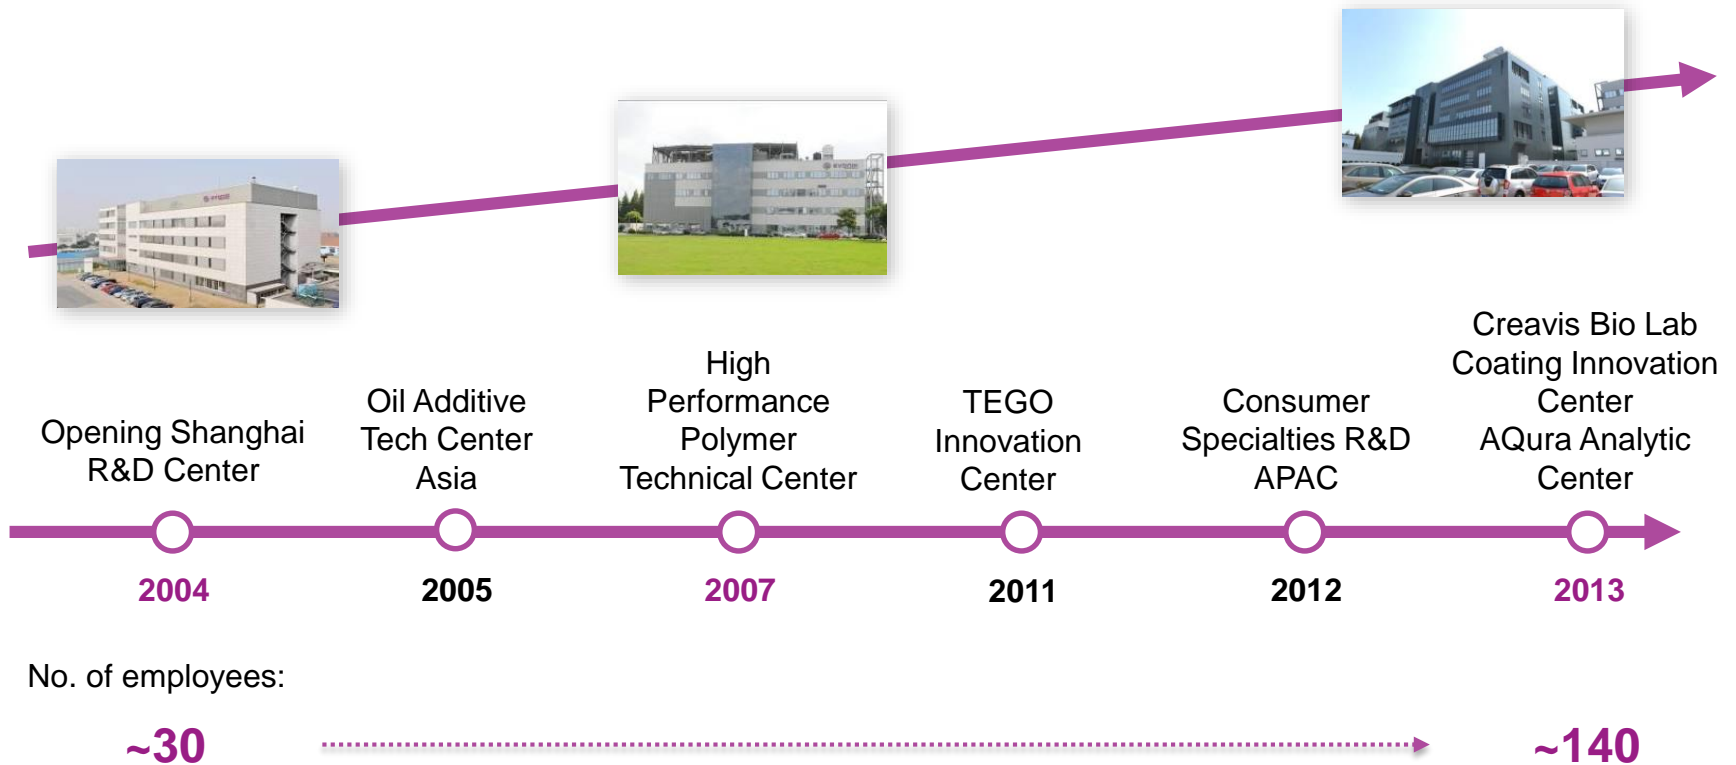 Opening Shanghai
R&D Center
Oil Additive
Tech Center
Asia
High
Performance
Polymer
Technical Center
TEGO
Innovation
Center
Consumer
Specialties R&D
APAC
Creavis Bio Lab
Coating Innovation
Center
AQura Analytic
Center
2004
2005
2007
2011
2012
2013
No. of employees:
~30
~140